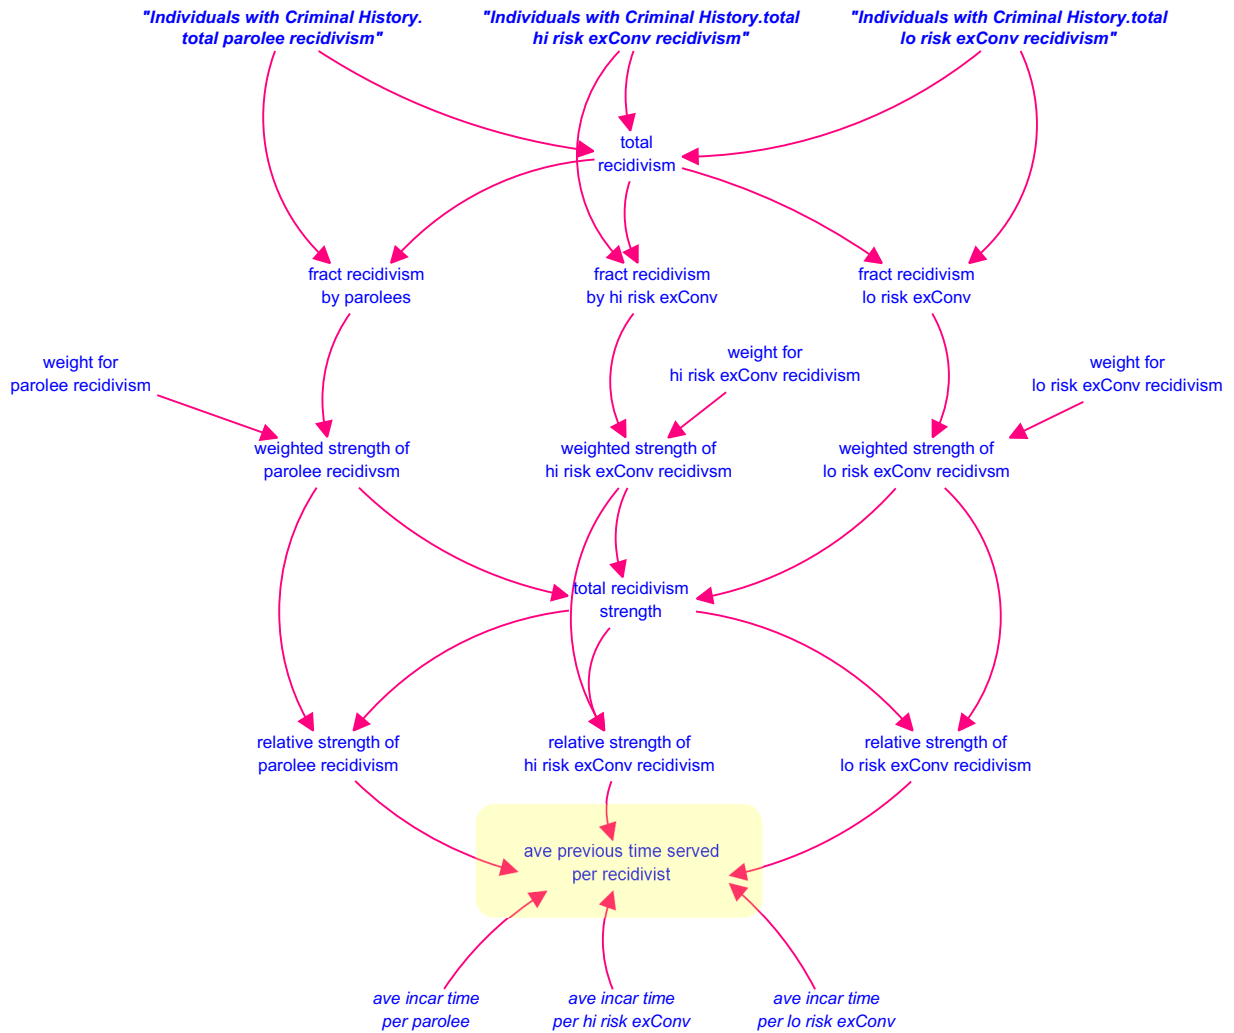 "Individuals with Criminal History.
total parolee recidivism"
"Individuals with Criminal History.total
hi risk exConv recidivism"
"Individuals with Criminal History.total
lo risk exConv recidivism"
total
recidivism
fract recidivism
by parolees
fract recidivism
by hi risk exConv
fract recidivism
lo risk exConv
weight for
parolee recidivism
weight for
hi risk exConv recidivism
weight for
lo risk exConv recidivism
weighted strength of
parolee recidivsm
weighted strength of
hi risk exConv recidivsm
weighted strength of
lo risk exConv recidivsm
total recidivism
strength
relative strength of
parolee recidivism
relative strength of
hi risk exConv recidivism
relative strength of
lo risk exConv recidivism
ave previous time served
per recidivist
ave incar time
per parolee
ave incar time
per hi risk exConv
ave incar time
per lo risk exConv